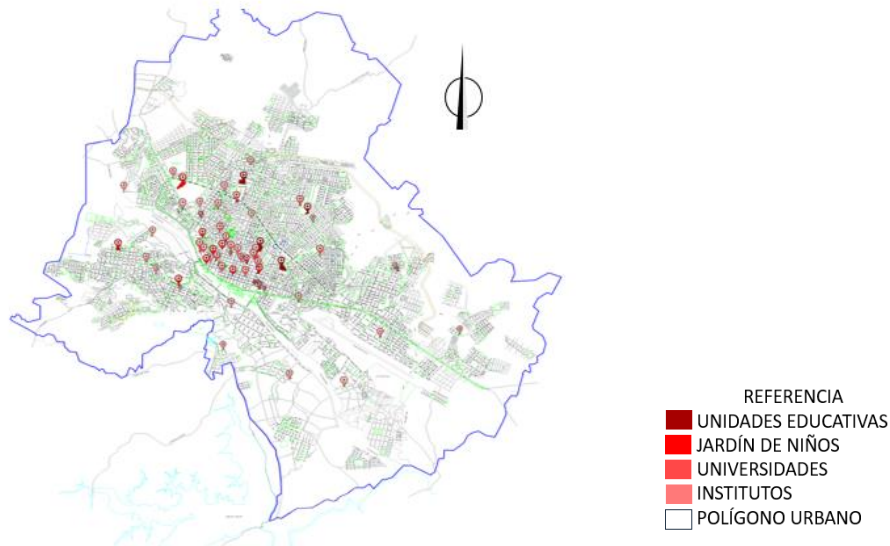 REFERENCIA
UNIDADES EDUCATIVAS
JARDÍN DE NIÑOS
UNIVERSIDADES
INSTITUTOS
POLÍGONO URBANO